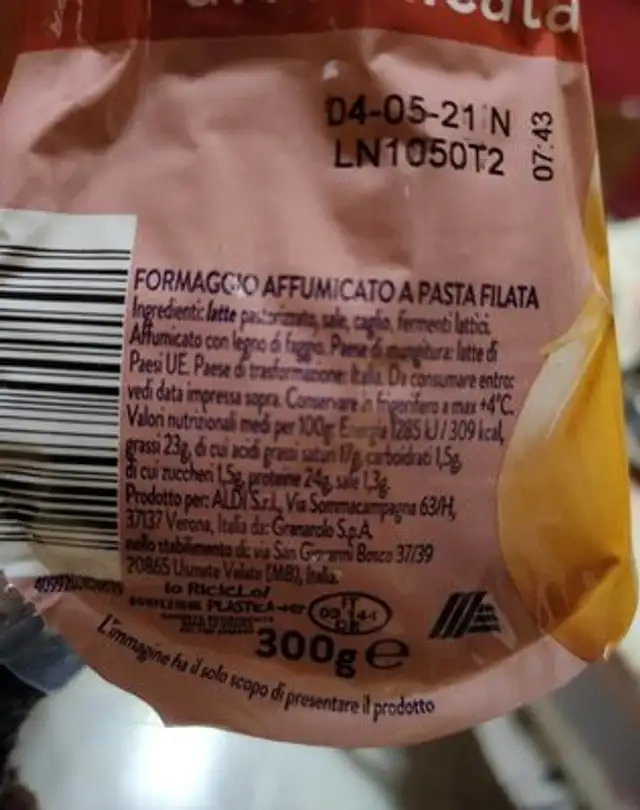 04-05-21 N
LN1050T2
07:43
FORMAGGIO AFFUMICATO A PASTA FILATA
Ingredienti: latte pastorizzato, sale, caglio, fermenti lattici.
Affumicato con legno di faggio. Paese di mungitura: latte di
Paesi UE. Paese di trasformazione: Italia. Da consumare entro:
vedi data impressa sopra. Conservare in frigorifero a max +4°C.
Valori nutrizionali medi per 100g: Energia 1285 kJ / 309 kcal,
grassi 23g, di cui acidi grassi saturi 17g, carboidrati 1,5g,
di cui zuccheri 1,5g, proteine 24g, sale 1,3g.
Prodotto per: ALDI S.r.l., Via Sommacampagna 63/H,
37137 Verona, Italia da: Granarolo S.p.A.
nello stabilimento di: via San Giovanni Bosco 37/39
20865 Usmate Velate (MB), Italia.
Io Riciclo!
PLASTICA
IT
300g e
L'immagine ha il solo scopo di presentare il prodotto